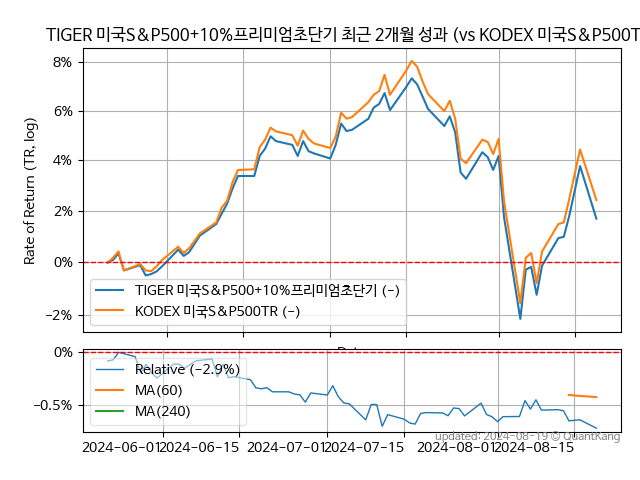 TIGER 미국S&P500+10%프리미엄초단기 최근 2개월 성과 (vs KODEX 미국S&P500T
8%
6%
4%
2%
0%
−2%
Rate of Return (TR, log)
TIGER 미국S&P500+10%프리미엄초단기 (−)
KODEX 미국S&P500TR (−)
0%
−0.5%
Relative (−2.9%)
MA(60)
MA(240)
updated: 2024-08-19 © QuantKang
2024-06-01 2024-06-15 2024-07-01 2024-07-15 2024-08-01 2024-08-15